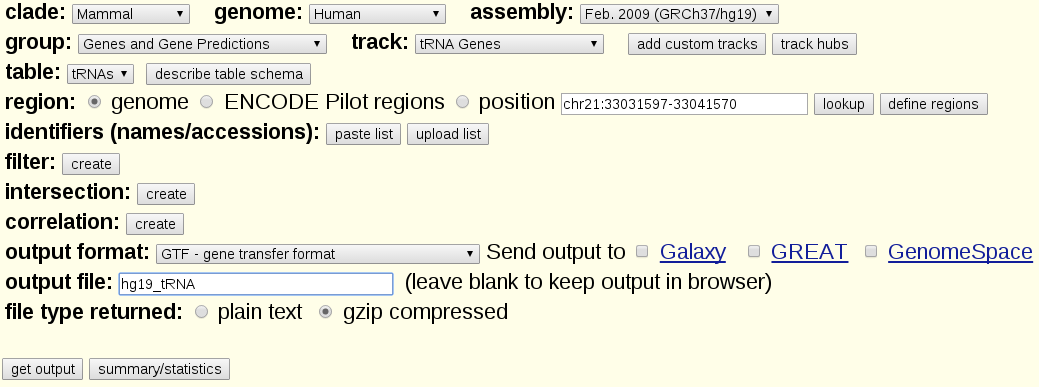 clade: Mammal genome: Human assembly: Feb. 2009 (GRCh37/hg19)
group: Genes and Gene Predictions track: tRNA Genes add custom tracks track hubs
table: tRNAs describe table schema
region: genome ENCODE Pilot regions position chr21:33031597-33041570 lookup define regions
identifiers (names/accessions): paste list upload list
filter: create
intersection: create
correlation: create
output format: GTF - gene transfer format Send output to Galaxy GREAT GenomeSpace
output file: hg19_tRNA (leave blank to keep output in browser)
file type returned: plain text gzip compressed
get output summary/statistics